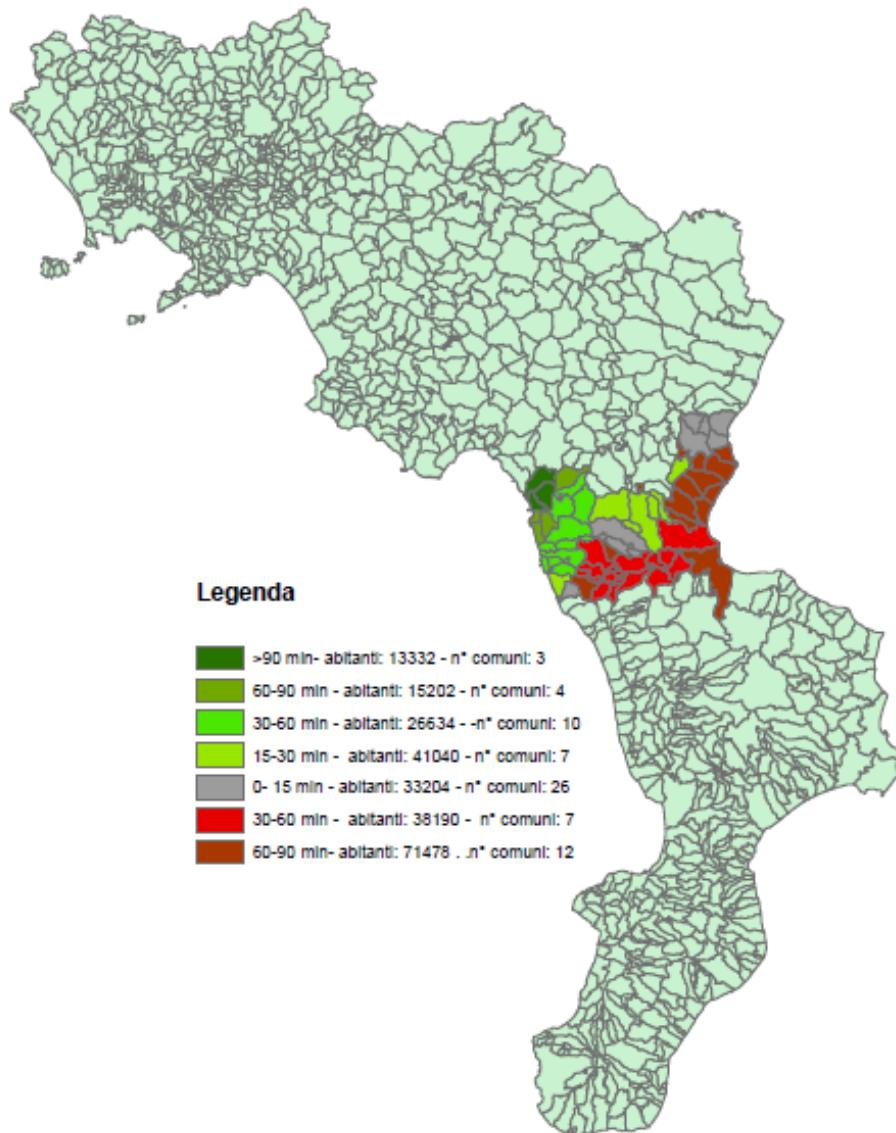 Legenda
>90 min- abitanti: 13332 - n° comuni: 3
60-90 min - abitanti: 15202 - n° comuni: 4
30-60 min - abitanti: 26634 - -n° comuni: 10
15-30 min - abitanti: 41040 - n° comuni: 7
0- 15 min - abitanti: 33204 - n° comuni: 26
30-60 min - abitanti: 38190 - n° comuni: 7
60-90 min- abitanti: 71478 . .n° comuni: 12